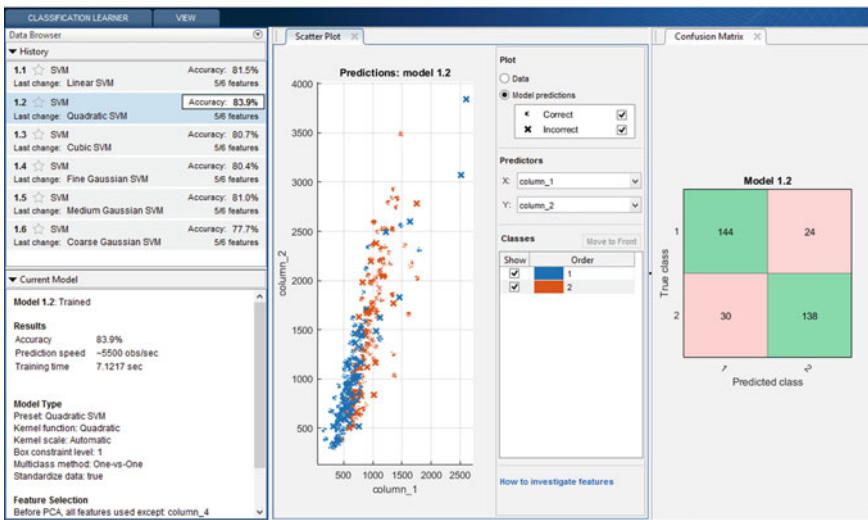 CLASSIFICATION LEARNER VIEW
Data Browser
History
1.1 SVM Accuracy: 81.5%
Last change: Linear SVM 5/6 features
1.2 SVM Accuracy: 83.9%
Last change: Quadratic SVM 5/6 features
1.3 SVM Accuracy: 80.7%
Last change: Cubic SVM 5/6 features
1.4 SVM Accuracy: 80.4%
Last change: Fine Gaussian SVM 5/6 features
1.5 SVM Accuracy: 81.0%
Last change: Medium Gaussian SVM 5/6 features
1.6 SVM Accuracy: 77.7%
Last change: Coarse Gaussian SVM 5/6 features
Current Model
Model 1.2: Trained
Results
Accuracy 83.9%
Prediction speed ~5500 obs/sec
Training time 7.1217 sec
Model Type
Preset: Quadratic SVM
Kernel function: Quadratic
Kernel scale: Automatic
Box constraint level: 1
Multiclass method: One-vs-One
Standardize data: true
Feature Selection
Before PCA, all features used except: column_4
Scatter Plot
Predictions: model 1.2
4000
3500
3000
2500
2000
1500
1000
500
column_2
500 1000 1500 2000 2500
column_1
Plot
Data
Model predictions
Correct
Incorrect
Predictors
X: column_1
Y: column_2
Classes Move to Front
Show Order
1
2
How to investigate features
Confusion Matrix
Model 1.2
1 144 24
2 30 138
True class
1 2
Predicted class